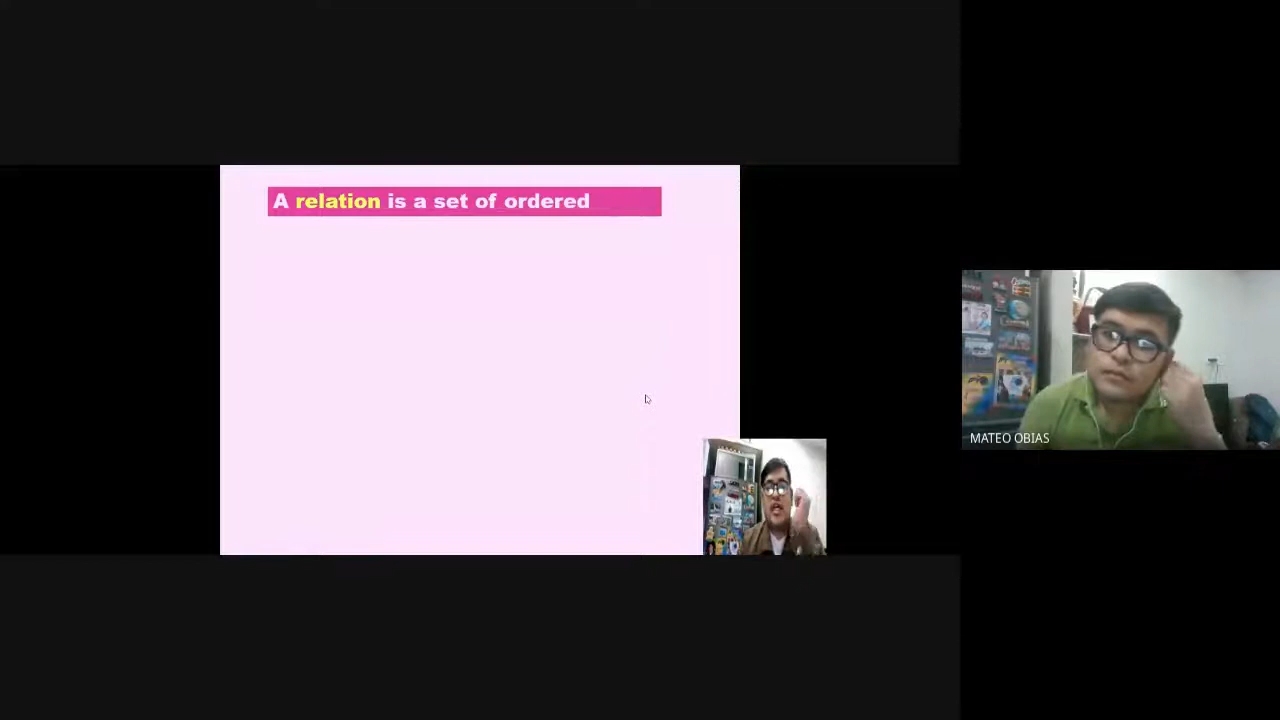 A relation is a set of ordered
MATEO OBIAS